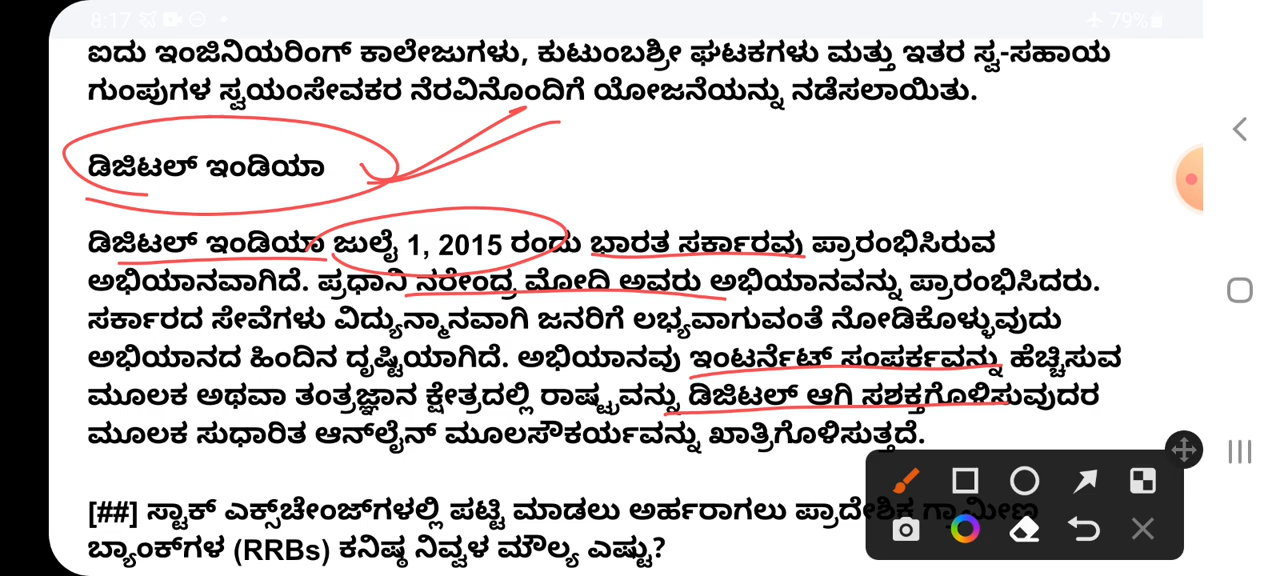 8:17
79%
ಐದು ಇಂಜಿನಿಯರಿಂಗ್ ಕಾಲೇಜುಗಳು, ಕುಟುಂಬಶ್ರೀ ಘಟಕಗಳು ಮತ್ತು ಇತರ ಸ್ವ-ಸಹಾಯ
ಗುಂಪುಗಳ ಸ್ವಯಂಸೇವಕರ ನೆರವಿನೊಂದಿಗೆ ಯೋಜನೆಯನ್ನು ನಡೆಸಲಾಯಿತು.
ಡಿಜಿಟಲ್ ಇಂಡಿಯಾ
ಡಿಜಿಟಲ್ ಇಂಡಿಯಾ ಜುಲೈ 1, 2015 ರಂದು ಭಾರತ ಸರ್ಕಾರವು ಪ್ರಾರಂಭಿಸಿರುವ
ಅಭಿಯಾನವಾಗಿದೆ. ಪ್ರಧಾನಿ ನರೇಂದ್ರ ಮೋದಿ ಅವರು ಅಭಿಯಾನವನ್ನು ಪ್ರಾರಂಭಿಸಿದರು.
ಸರ್ಕಾರದ ಸೇವೆಗಳು ವಿದ್ಯುನ್ಮಾನವಾಗಿ ಜನರಿಗೆ ಲಭ್ಯವಾಗುವಂತೆ ನೋಡಿಕೊಳ್ಳುವುದು
ಅಭಿಯಾನದ ಹಿಂದಿನ ದೃಷ್ಟಿಯಾಗಿದೆ. ಅಭಿಯಾನವು ಇಂಟರ್ನೆಟ್ ಸಂಪರ್ಕವನ್ನು ಹೆಚ್ಚಿಸುವ
ಮೂಲಕ ಅಥವಾ ತಂತ್ರಜ್ಞಾನ ಕ್ಷೇತ್ರದಲ್ಲಿ ರಾಷ್ಟ್ರವನ್ನು ಡಿಜಿಟಲ್ ಆಗಿ ಸಶಕ್ತಗೊಳಿಸುವುದರ
ಮೂಲಕ ಸುಧಾರಿತ ಆನ್‌ಲೈನ್ ಮೂಲಸೌಕರ್ಯವನ್ನು ಖಾತ್ರಿಗೊಳಿಸುತ್ತದೆ.
[##] ಸ್ಟಾಕ್ ಎಕ್ಸ್‌ಚೇಂಜ್‌ಗಳಲ್ಲಿ ಪಟ್ಟಿ ಮಾಡಲು ಅರ್ಹರಾಗಲು ಪ್ರಾದೇಶಿಕ ಗ್ರಾಮೀಣ
ಬ್ಯಾಂಕ್‌ಗಳ (RRBs) ಕನಿಷ್ಠ ನಿವ್ವಳ ಮೌಲ್ಯ ಎಷ್ಟು?